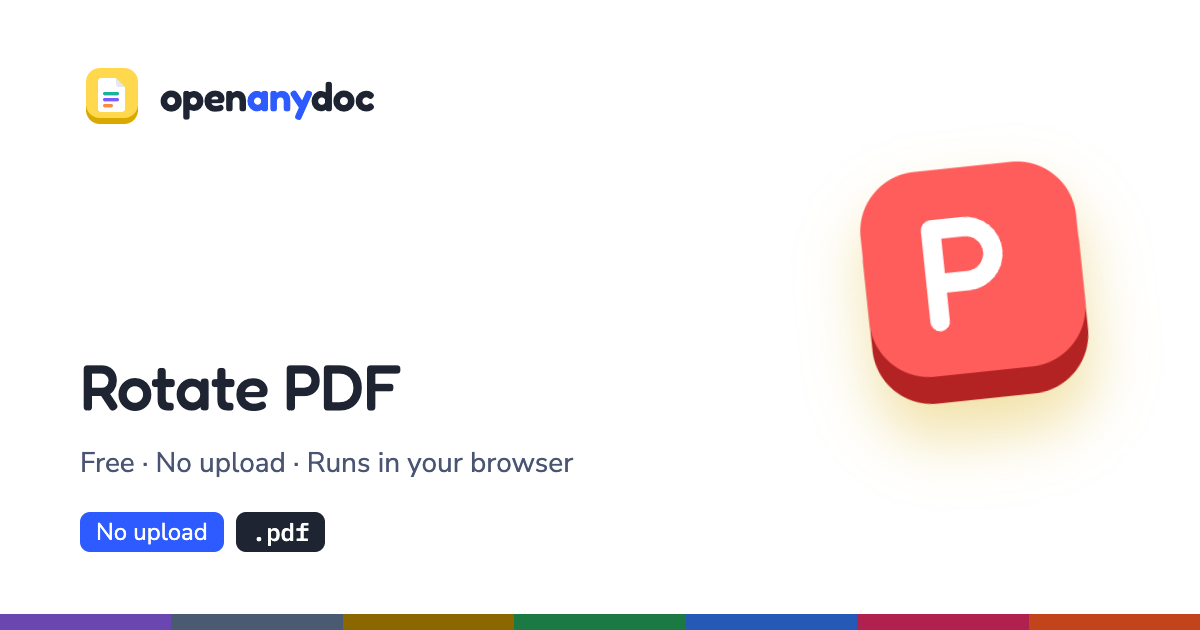 openanydoc
P
Rotate PDF
Free · No upload · Runs in your browser
No upload
.pdf